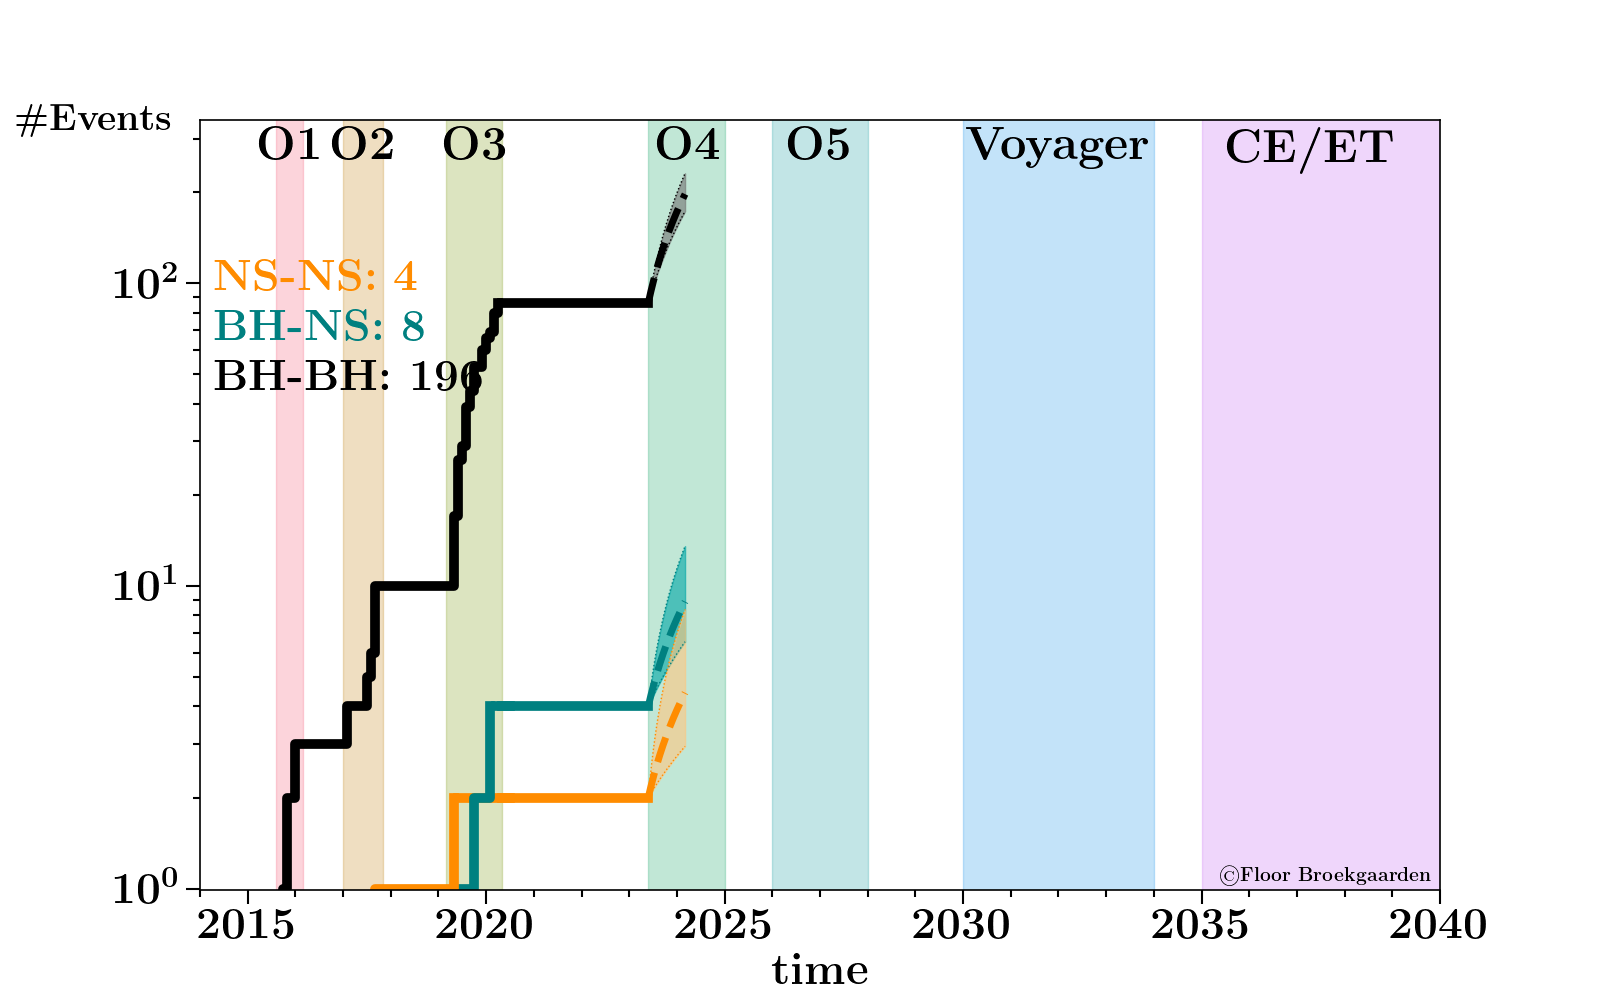 #Events
O1 O2 O3 O4 O5 Voyager CE/ET
10²
NS-NS: 4
BH-NS: 8
BH-BH: 196
10¹
10⁰
©Floor Broekgaarden
2015 2020 2025 2030 2035 2040
time